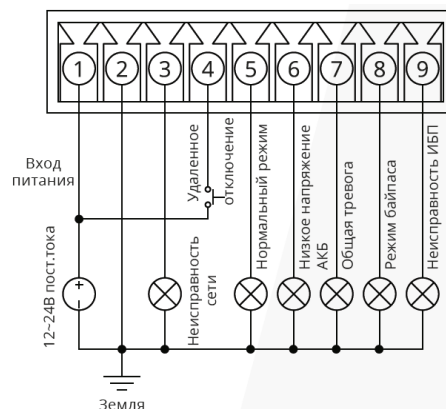 1 2 3 4 5 6 7 8 9
Вход
питания
Удаленное
отключение
Нормальный режим
Низкое напряжение
АКБ
Общая тревога
Режим байпаса
Неисправность ИБП
12~24В пост.тока
+
−
Неисправность
сети
Земля